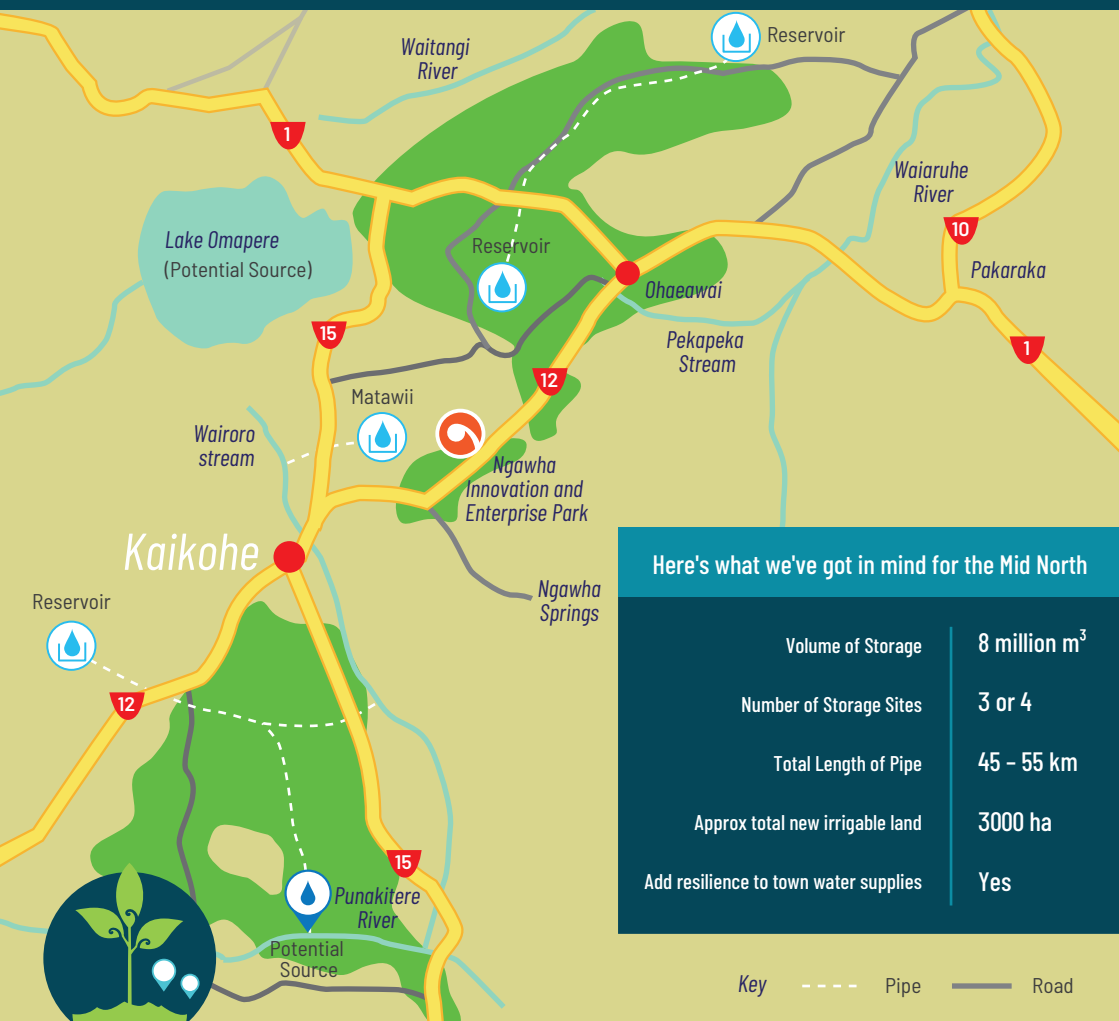 Reservoir
Waitangi
River
1
Waiaruhe
River
10
Lake Omapere
(Potential Source)
Reservoir
Pakaraka
Ohaeawai
15
Pekapeka
Stream
1
12
Matawii
Wairoro
stream
Ngawha
Innovation and
Enterprise Park
Kaikohe
Ngawha
Springs
Reservoir
12
Here's what we've got in mind for the Mid North
Volume of Storage 8 million m³
Number of Storage Sites 3 or 4
Total Length of Pipe 45 – 55 km
Approx total new irrigable land 3000 ha
Add resilience to town water supplies Yes
15
Punakitere
River
Potential
Source
Key Pipe Road